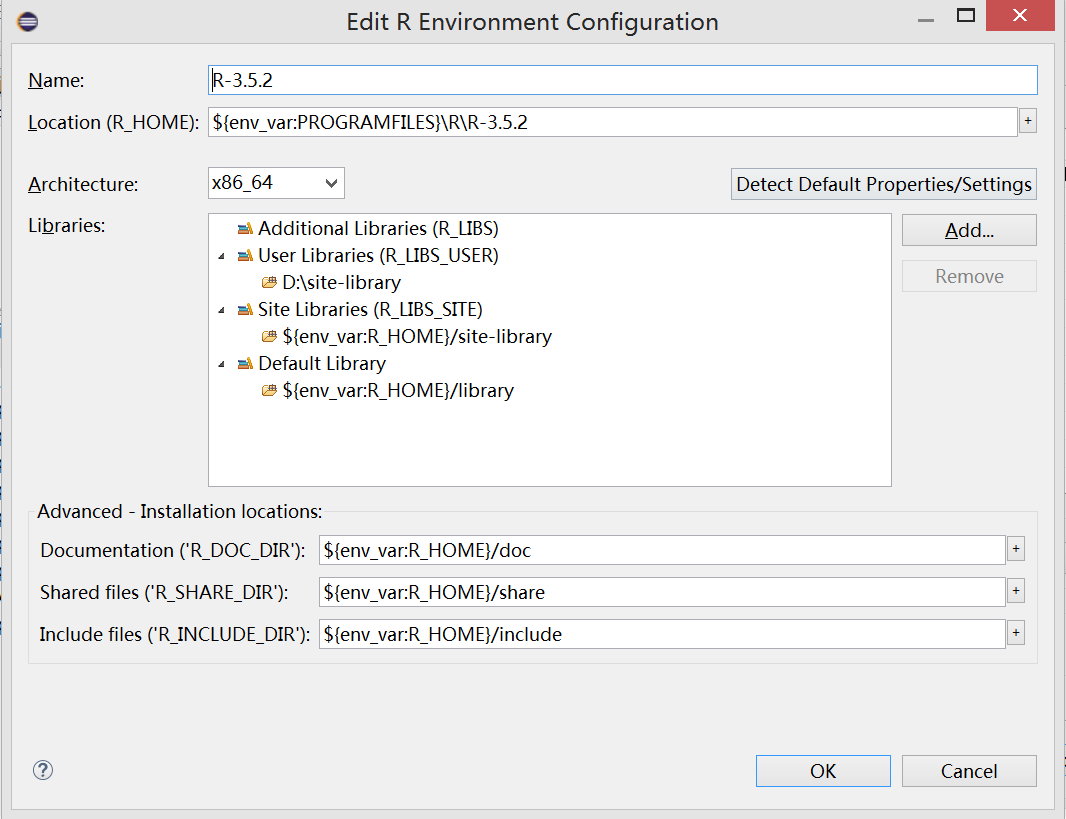 Edit R Environment Configuration
Name: R-3.5.2
Location (R_HOME): ${env_var:PROGRAMFILES}\R\R-3.5.2 +
Architecture: x86_64 Detect Default Properties/Settings
Libraries:
Additional Libraries (R_LIBS)
User Libraries (R_LIBS_USER)
D:\site-library
Site Libraries (R_LIBS_SITE)
${env_var:R_HOME}/site-library
Default Library
${env_var:R_HOME}/library
Add...
Remove
Advanced - Installation locations:
Documentation ('R_DOC_DIR'): ${env_var:R_HOME}/doc +
Shared files ('R_SHARE_DIR'): ${env_var:R_HOME}/share +
Include files ('R_INCLUDE_DIR'): ${env_var:R_HOME}/include +
? OK Cancel